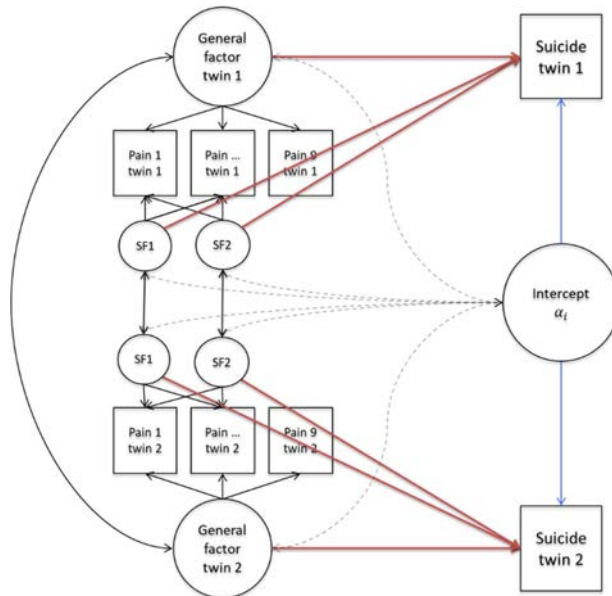 General
factor
twin 1
Suicide
twin 1
Pain 1
twin 1
Pain ...
twin 1
Pain 9
twin 1
SF1
SF2
Intercept
αᵢ
SF1
SF2
Pain 1
twin 2
Pain ...
twin 2
Pain 9
twin 2
General
factor
twin 2
Suicide
twin 2